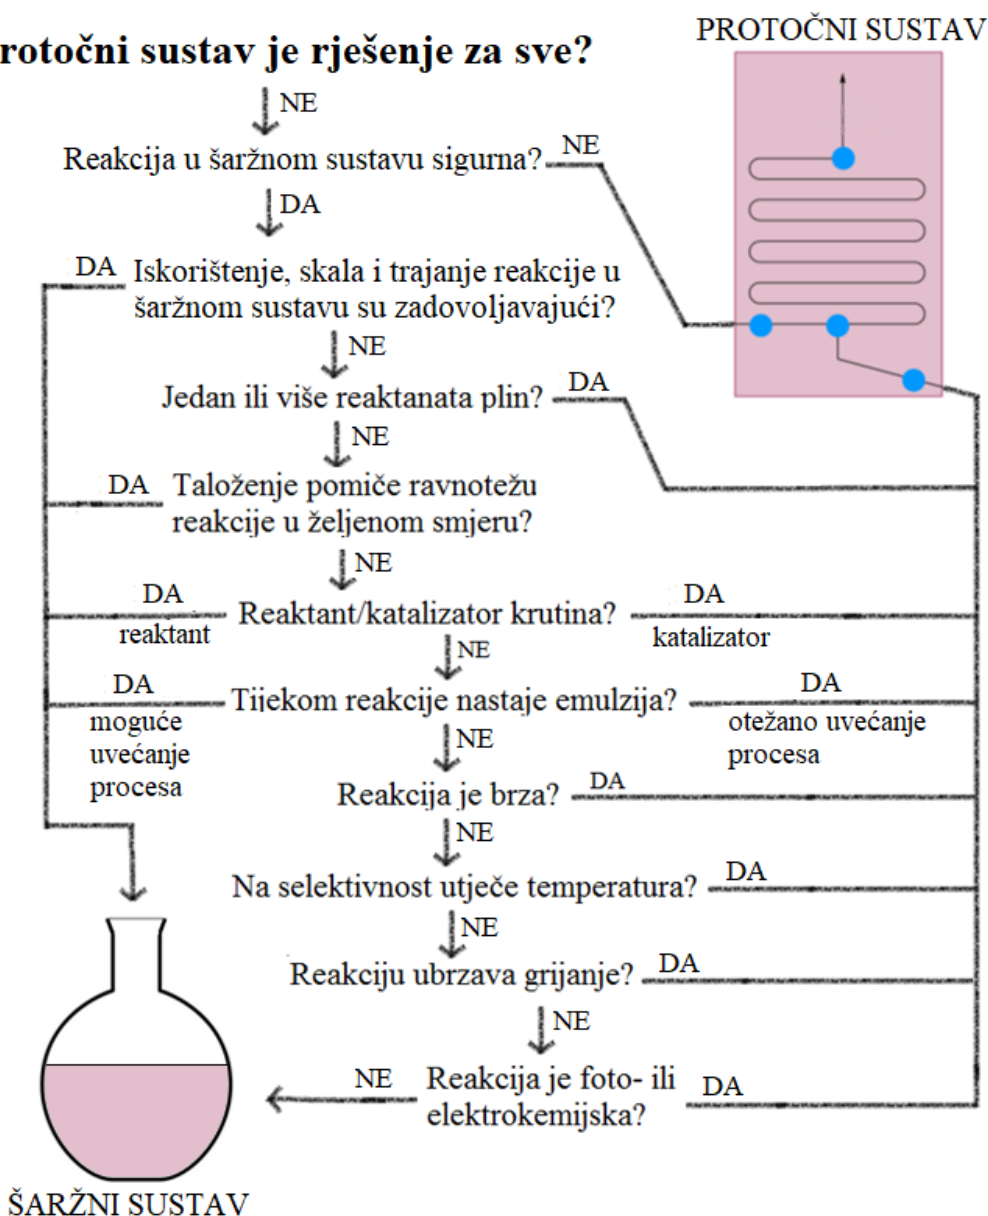 PROTOČNI SUSTAV
rotočni sustav je rješenje za sve?
NE
Reakcija u šaržnom sustavu sigurna?
NE
DA
DA
Iskorištenje, skala i trajanje reakcije u
šaržnom sustavu su zadovoljavajući?
NE
Jedan ili više reaktanata plin?
DA
NE
DA
Taloženje pomiče ravnotežu
reakcije u željenom smjeru?
NE
DA
reaktant
Reaktant/katalizator krutina?
DA
katalizator
NE
DA
moguće
uvećanje
procesa
Tijekom reakcije nastaje emulzija?
DA
otežano uvećanje
procesa
NE
Reakcija je brza?
DA
NE
Na selektivnost utječe temperatura?
DA
NE
Reakciju ubrzava grijanje?
DA
NE
NE
Reakcija je foto- ili
elektrokemijska?
DA
ŠARŽNI SUSTAV